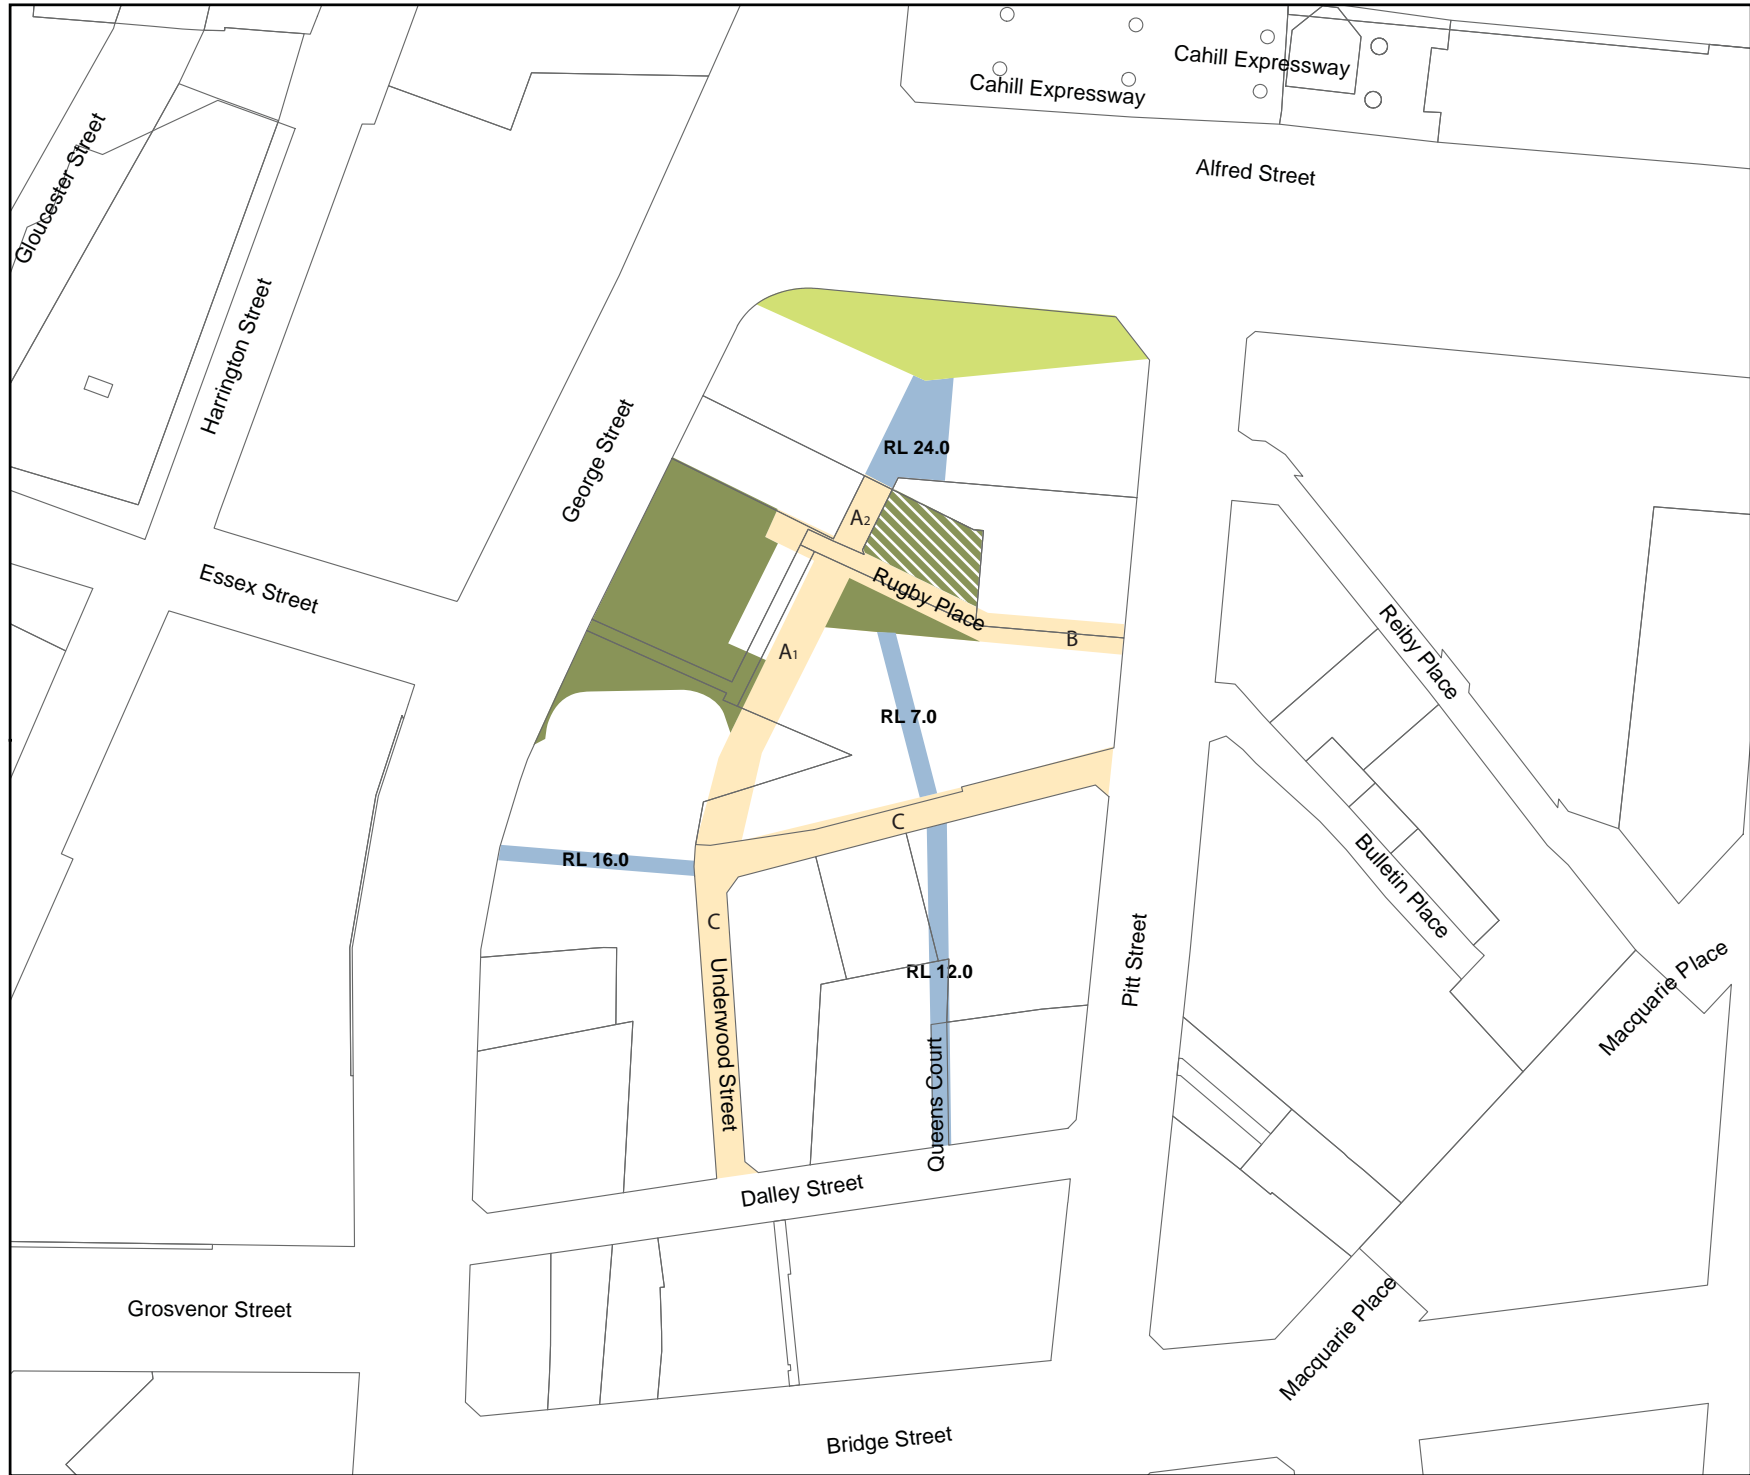 Cahill Expressway
Cahill Expressway
Alfred Street
Gloucester Street
Harrington Street
George Street
RL 24.0
A2
Essex Street
Rugby Place
B
A1
Reiby Place
RL 7.0
C
RL 16.0
Bulletin Place
C
Underwood Street
RL 12.0
Pitt Street
Macquarie Place
Queens Court
Dalley Street
Grosvenor Street
Macquarie Place
Bridge Street